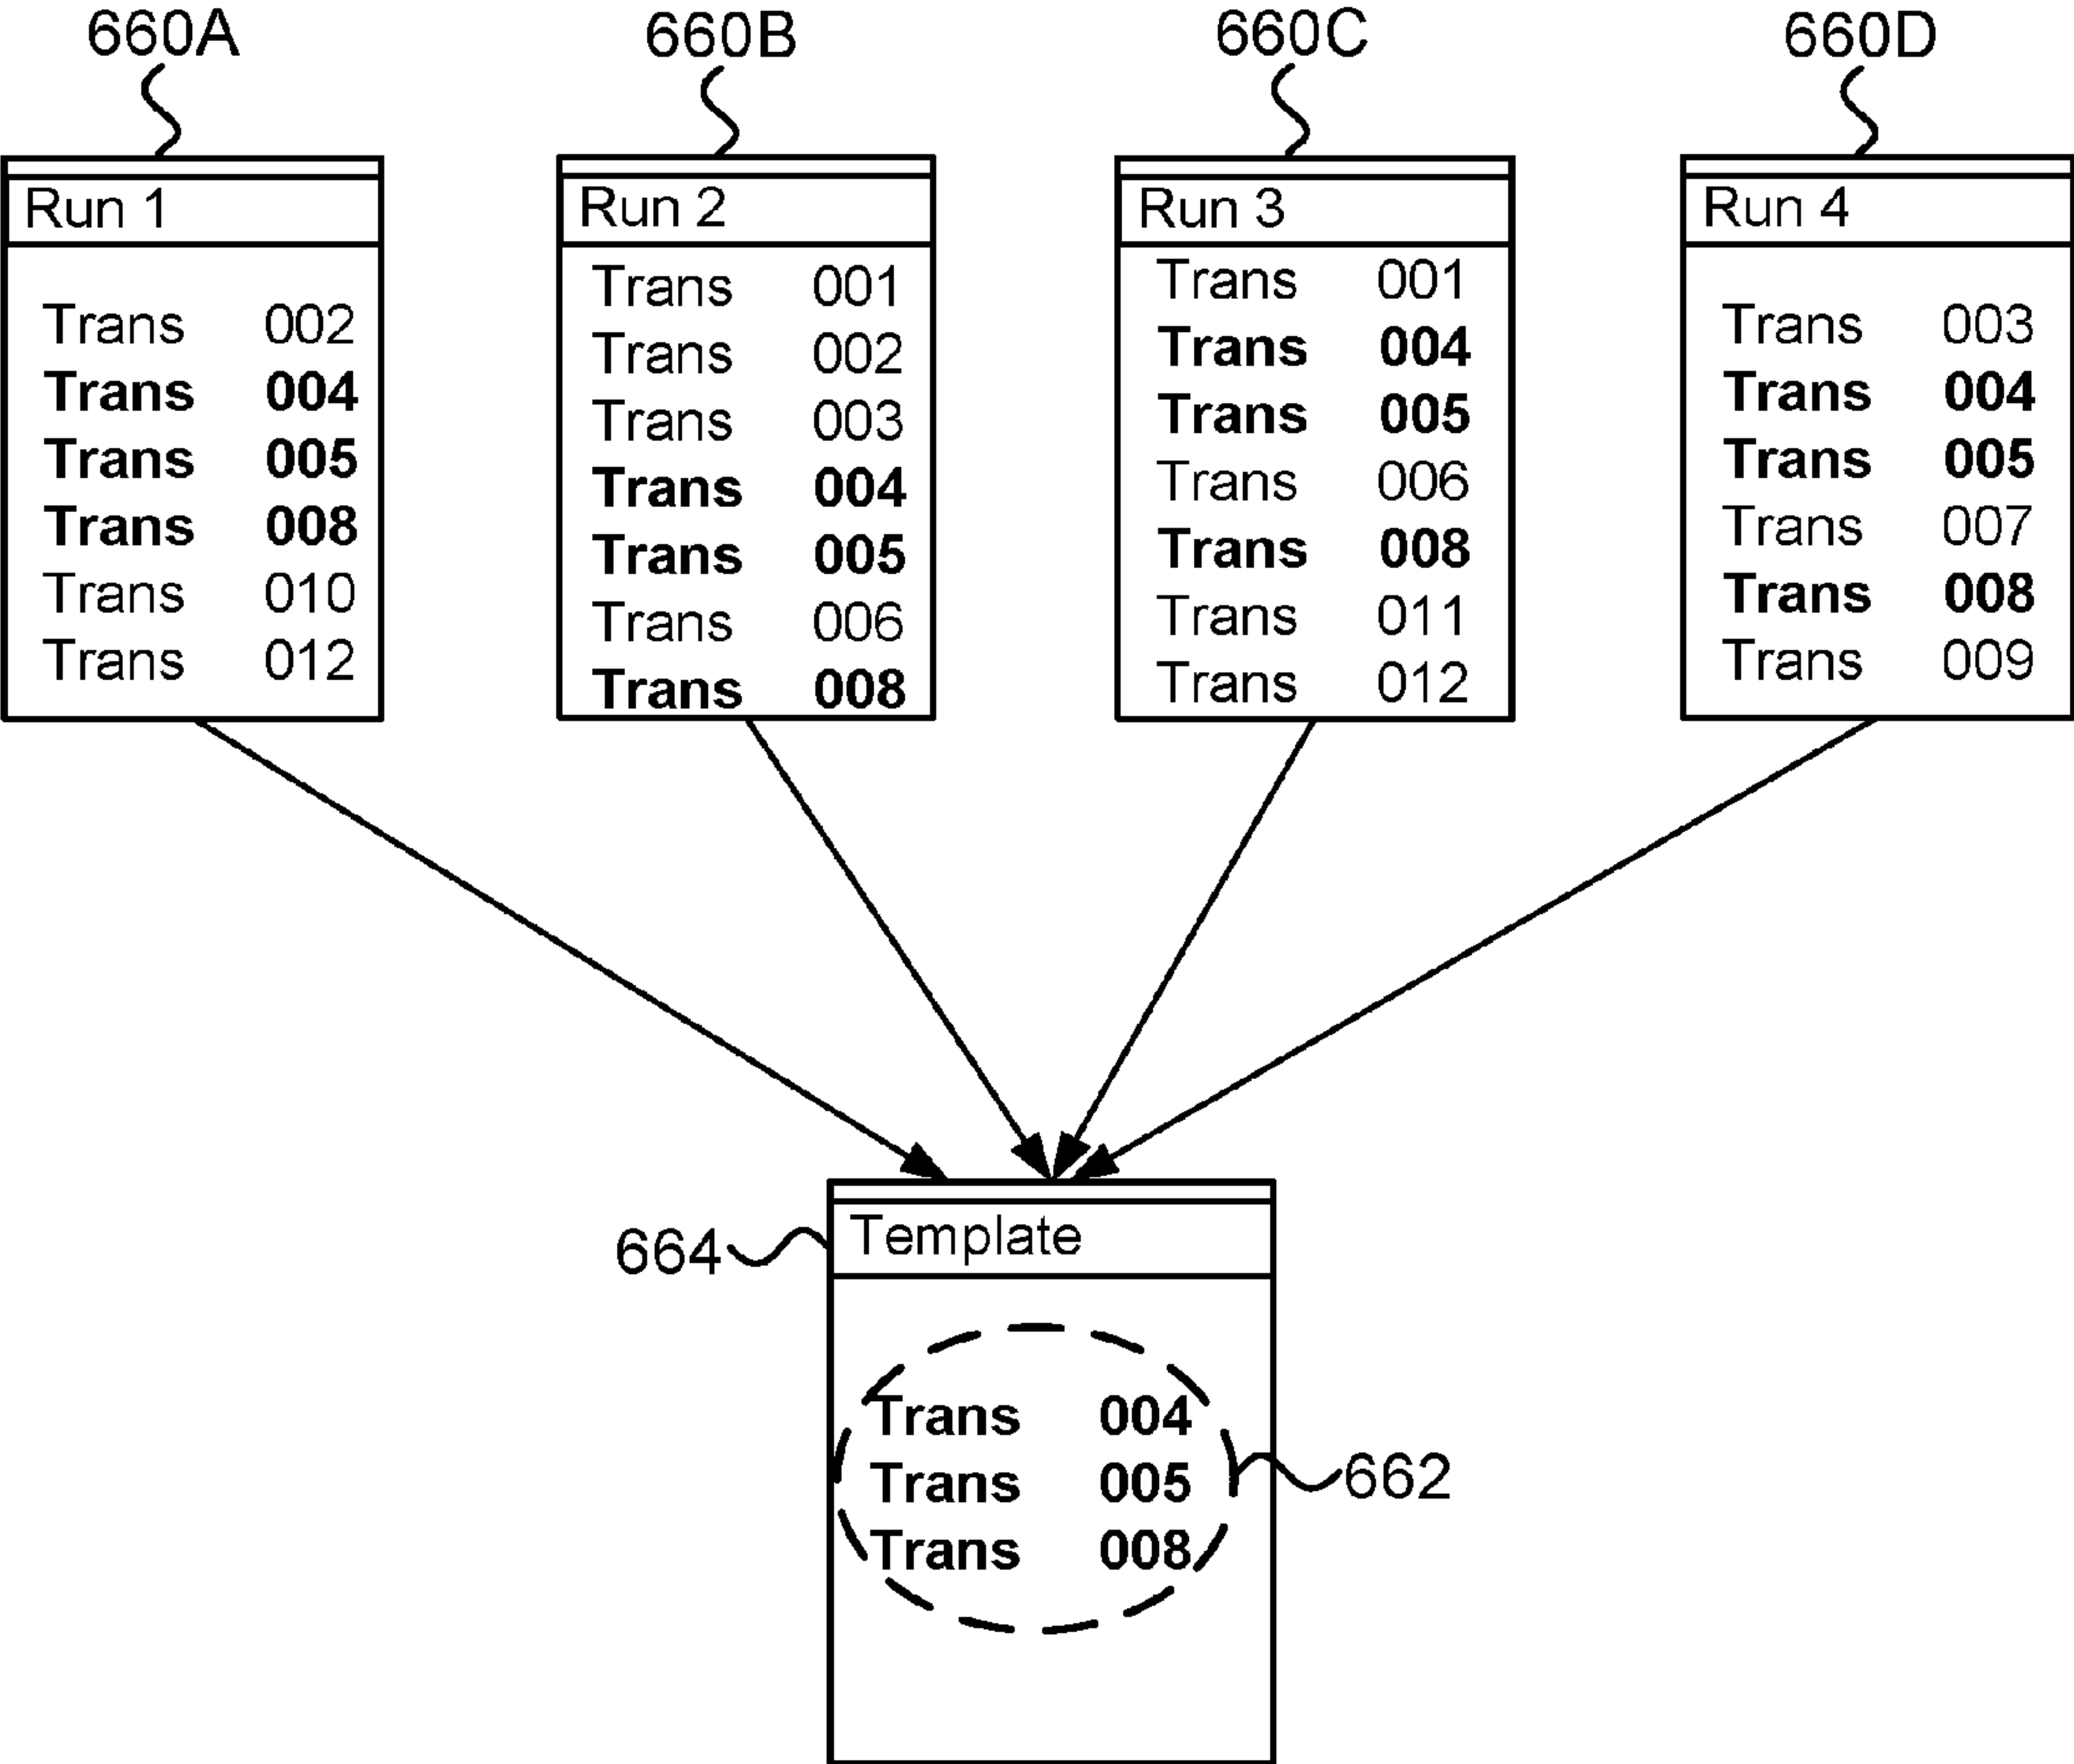 660A
660B
660C
660D
Run 1
Trans 002
Trans 004
Trans 005
Trans 008
Trans 010
Trans 012
Run 2
Trans 001
Trans 002
Trans 003
Trans 004
Trans 005
Trans 006
Trans 008
Run 3
Trans 001
Trans 004
Trans 005
Trans 006
Trans 008
Trans 011
Trans 012
Run 4
Trans 003
Trans 004
Trans 005
Trans 007
Trans 008
Trans 009
664
Template
Trans 004
Trans 005
Trans 008
662